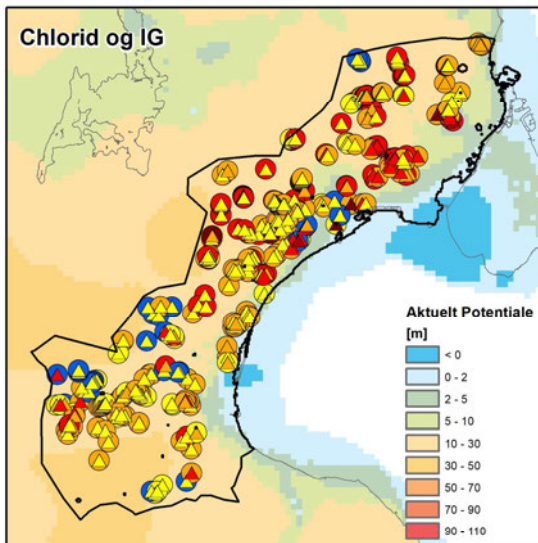 Chlorid og IG
Aktuelt Potentiale
[m]
< 0
0 - 2
2 - 5
5 - 10
10 - 30
30 - 50
50 - 70
70 - 90
90 - 110